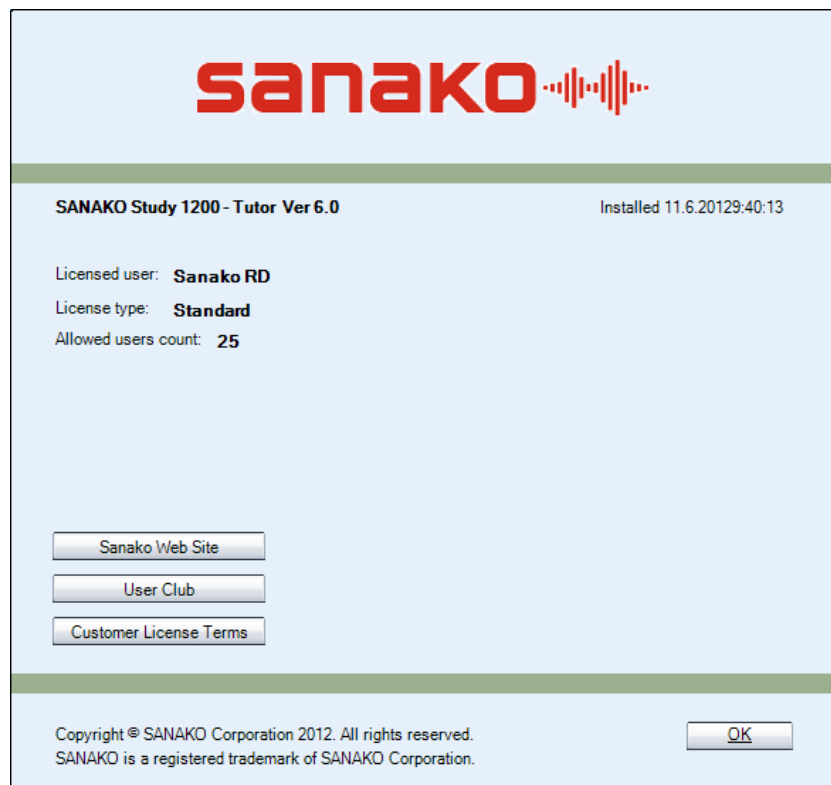 sanako
SANAKO Study 1200 - Tutor Ver 6.0 Installed 11.6.20129:40:13
Licensed user: Sanako RD
License type: Standard
Allowed users count: 25
Sanako Web Site
User Club
Customer License Terms
Copyright © SANAKO Corporation 2012. All rights reserved.
SANAKO is a registered trademark of SANAKO Corporation.
OK